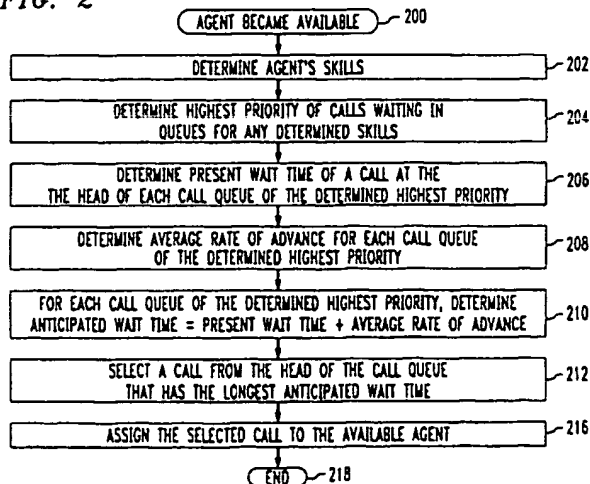 FIG. 2
AGENT BECAME AVAILABLE
200
DETERMINE AGENT'S SKILLS
202
DETERMINE HIGHEST PRIORITY OF CALLS WAITING IN
QUEUES FOR ANY DETERMINED SKILLS
204
DETERMINE PRESENT WAIT TIME OF A CALL AT THE
THE HEAD OF EACH CALL QUEUE OF THE DETERMINED HIGHEST PRIORITY
206
DETERMINE AVERAGE RATE OF ADVANCE FOR EACH CALL QUEUE
OF THE DETERMINED HIGHEST PRIORITY
208
FOR EACH CALL QUEUE OF THE DETERMINED HIGHEST PRIORITY, DETERMINE
ANTICIPATED WAIT TIME = PRESENT WAIT TIME + AVERAGE RATE OF ADVANCE
210
SELECT A CALL FROM THE HEAD OF THE CALL QUEUE
THAT HAS THE LONGEST ANTICIPATED WAIT TIME
212
ASSIGN THE SELECTED CALL TO THE AVAILABLE AGENT
216
END
218